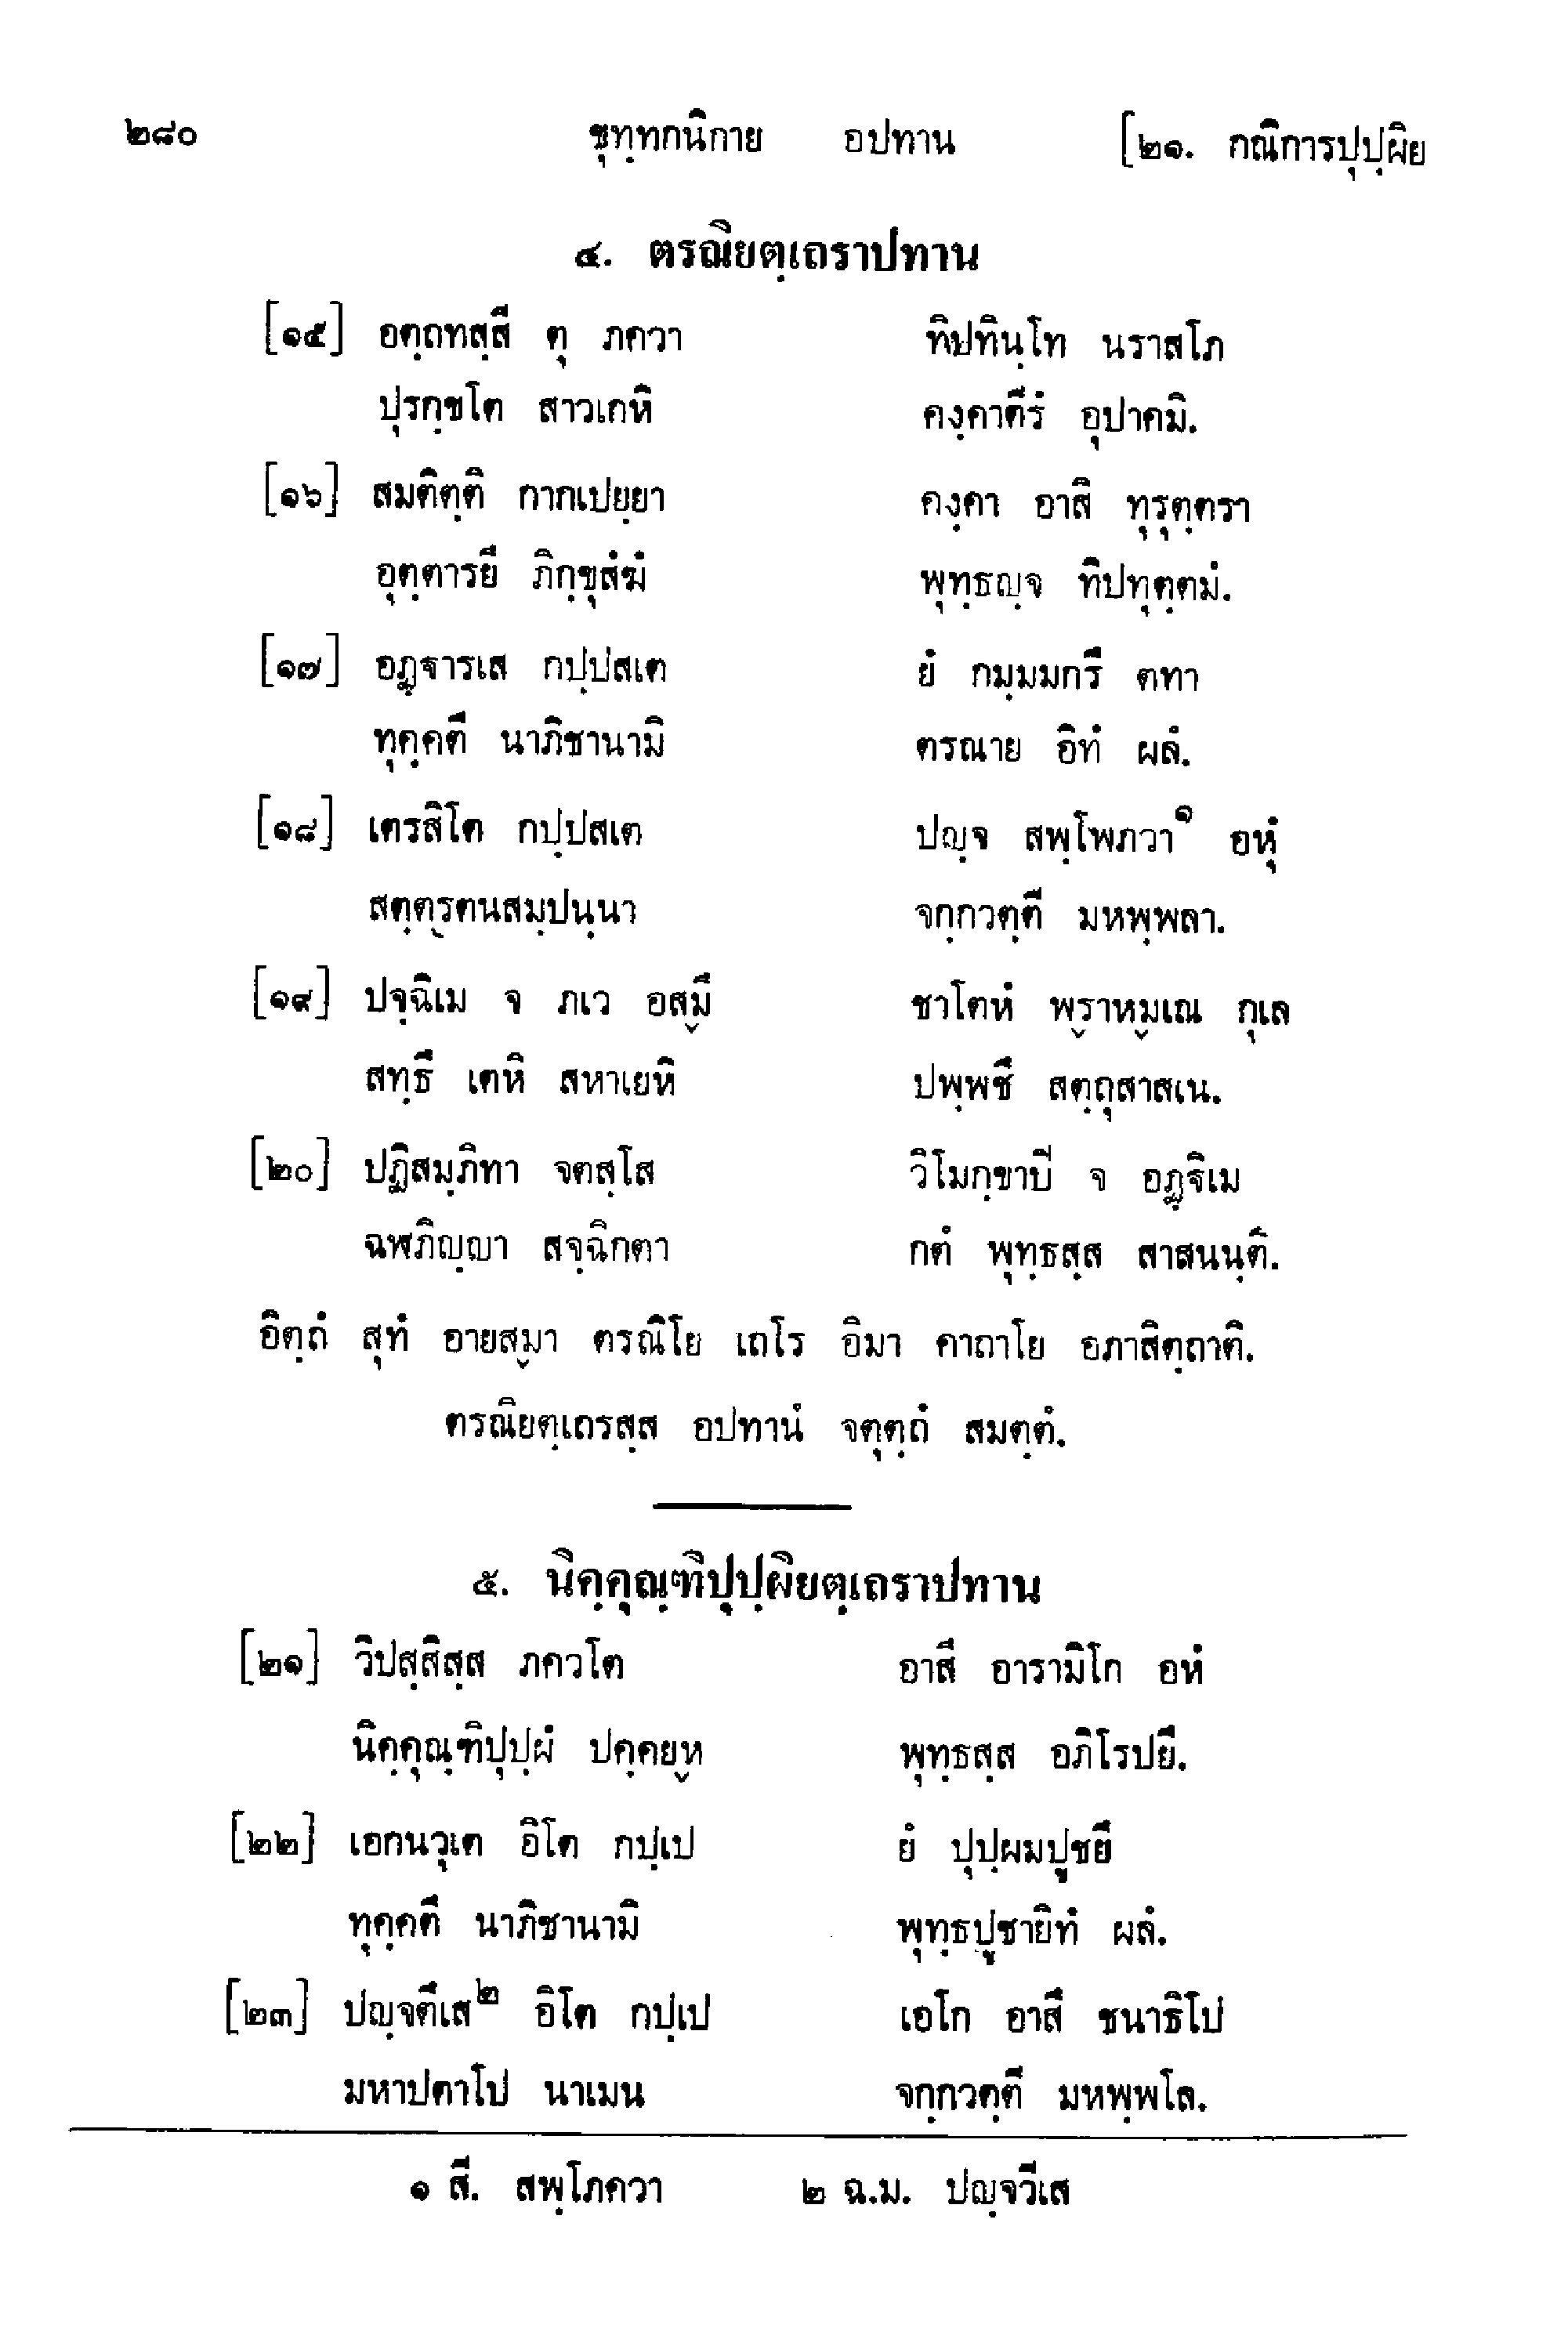 ๒๘๐ ขุทฺทกนิกาย อปทาน [๒๑. กณิการปุปฺผิย
๔. ตรณิยตฺเถราปทาน
[๑๕] อตฺถทสฺสี ตุ ภควา ทิปทินฺโท นราสโภ
ปุรกฺขโต สาวเกหิ คงฺคาตีรํ อุปาคมิ.
[๑๖] สมติตฺติ กากเปยฺยา คงฺคา อาสิ ทุรุตฺตรา
อุตฺตารยึ ภิกฺขุสํฆํ พุทฺธญฺจ ทิปทุตฺตมํ.
[๑๗] อฏฺฐารเส กปฺปสเต ยํ กมฺมมกรึ ตทา
ทุคฺคตึ นาภิชานามิ ตรณาย อิทํ ผลํ.
[๑๘] เตรสิโต กปฺปสเต ปญฺจ สพฺโพภวา๑ อหุํ
สตฺตรตนสมฺปนฺนา จกฺกวตฺตี มหพฺพลา.
[๑๙] ปจฺฉิเม จ ภเว อสฺมึ ชาโตหํ พฺราหฺมเณ กุเล
สทฺธึ เตหิ สหาเยหิ ปพฺพชึ สตฺถุสาสเน.
[๒๐] ปฏิสมฺภิทา จตสฺโส วิโมกฺขาปิ จ อฏฺฐิเม
ฉฬภิญฺญา สจฺฉิกตา กตํ พุทฺธสฺส สาสนนฺติ.
อิตฺถํ สุทํ อายสฺมา ตรณิโย เถโร อิมา คาถาโย อภาสิตฺถาติ.
ตรณิยตฺเถรสฺส อปทานํ จตุตฺถํ สมตฺตํ.
๕. นิคฺคุณฺฑิปุปฺผิยตฺเถราปทาน
[๒๑] วิปสฺสิสฺส ภควโต อาสึ อารามิโก อหํ
นิคฺคุณฺฑิปุปฺผํ ปคฺคยฺห พุทฺธสฺส อภิโรปยึ.
[๒๒] เอกนวุเต อิโต กปฺเป ยํ ปุปฺผมปูชยึ
ทุคฺคตึ นาภิชานามิ พุทฺธปูชายิทํ ผลํ.
[๒๓] ปญฺจตึเส๒ อิโต กปฺเป เอโก อาสึ ชนาธิโป
มหาปตาโป นาเมน จกฺกวตฺตี มหพฺพโล.
๑ สี. สพฺโภควา ๒ ฉ.ม. ปญฺจวีเส